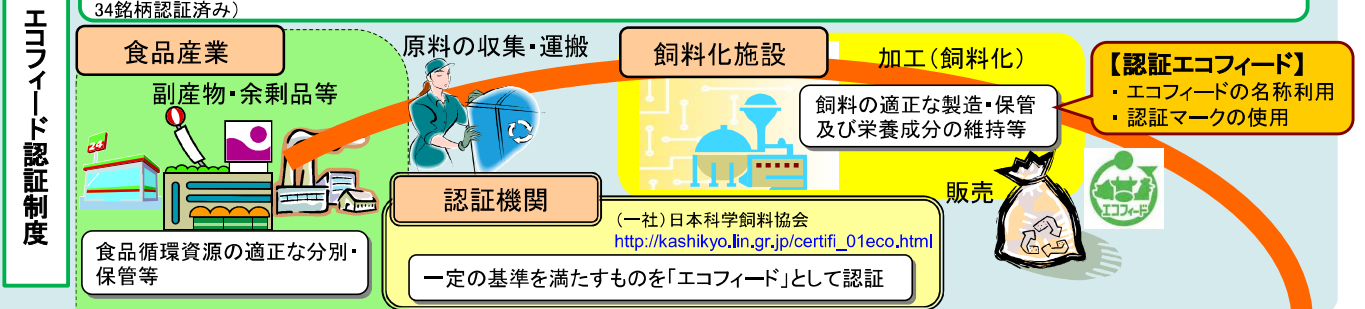 34銘柄認証済み）
エコフィード認証制度
食品産業
副産物・余剰品等
原料の収集・運搬
飼料化施設
加工（飼料化）
【認証エコフィード】
・ エコフィードの名称利用
・ 認証マークの使用
飼料の適正な製造・保管
及び栄養成分の維持等
販売
エコフィード
認証機関
（一社）日本科学飼料協会
http://kashikyo.lin.gr.jp/certifi_01eco.html
食品循環資源の適正な分別・
保管等
一定の基準を満たすものを「エコフィード」として認証